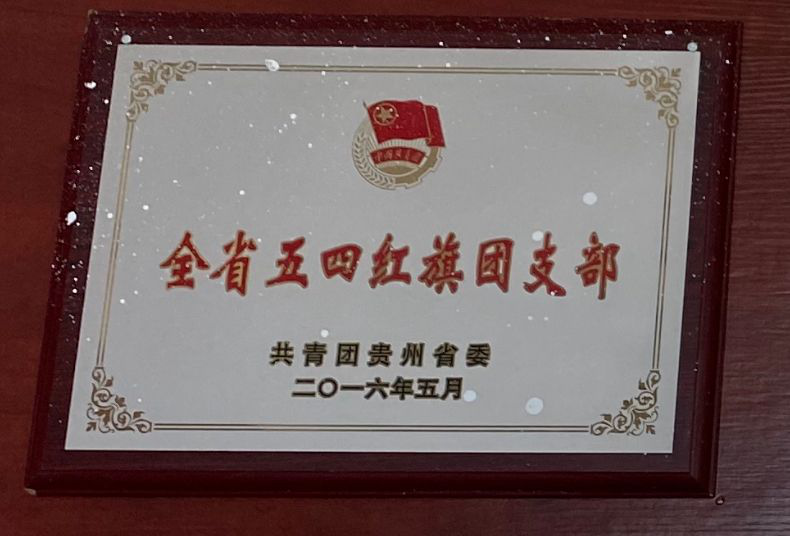 中国共青团
全省五四红旗团支部
共青团贵州省委
二〇一六年五月